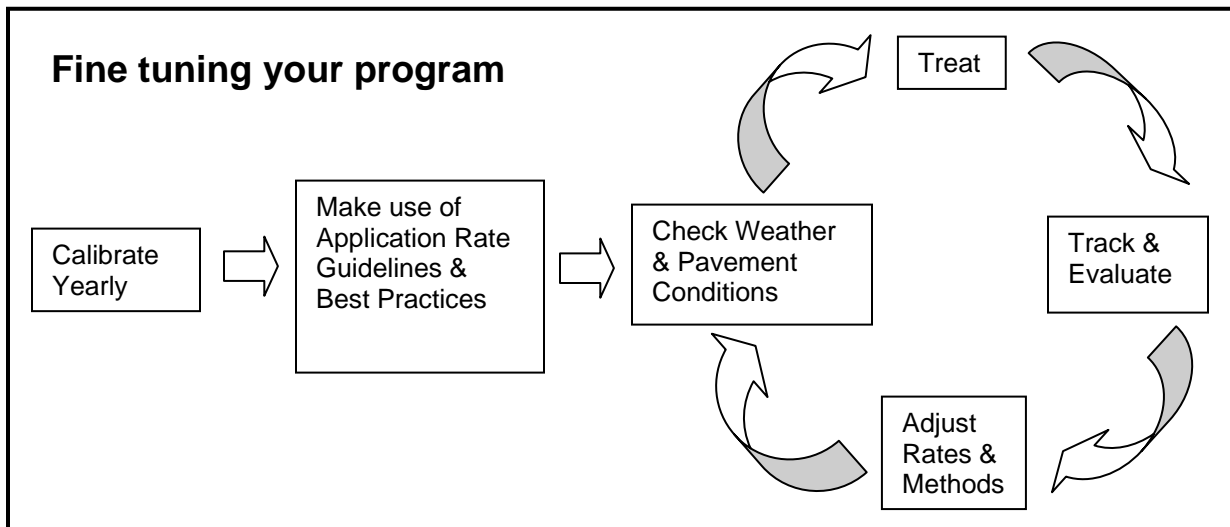 Fine tuning your program
Calibrate
Yearly
Make use of
Application Rate
Guidelines &
Best Practices
Check Weather
& Pavement
Conditions
Treat
Track &
Evaluate
Adjust
Rates &
Methods